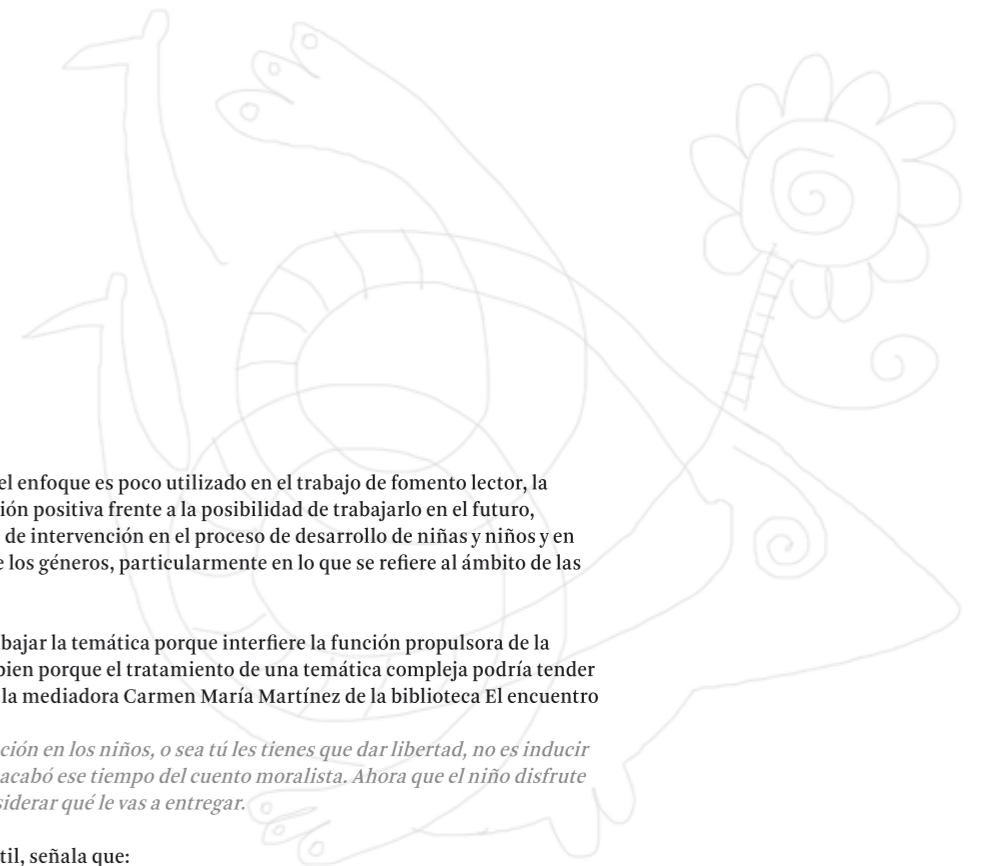 el enfoque es poco utilizado en el trabajo de fomento lector, la
ión positiva frente a la posibilidad de trabajarlo en el futuro,
de intervención en el proceso de desarrollo de niñas y niños y en
e los géneros, particularmente en lo que se refiere al ámbito de las
bajar la temática porque interfiere la función propulsora de la
bien porque el tratamiento de una temática compleja podría tender
la mediadora Carmen María Martínez de la biblioteca El encuentro
ción en los niños, o sea tú les tienes que dar libertad, no es inducir
acabó ese tiempo del cuento moralista. Ahora que el niño disfrute
siderar qué le vas a entregar.
til, señala que: